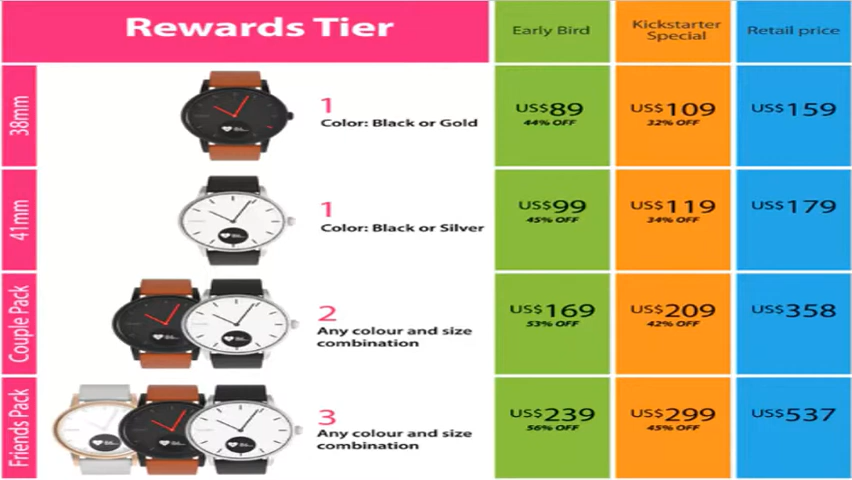 Rewards Tier
Early Bird
Kickstarter
Special
Retail price
38mm
1
Color: Black or Gold
US$89
44% OFF
US$109
32% OFF
US$159
41mm
1
Color: Black or Silver
US$99
45% OFF
US$119
34% OFF
US$179
Couple Pack
2
Any colour and size
combination
US$169
53% OFF
US$209
42% OFF
US$358
Friends Pack
3
Any colour and size
combination
US$239
56% OFF
US$299
45% OFF
US$537